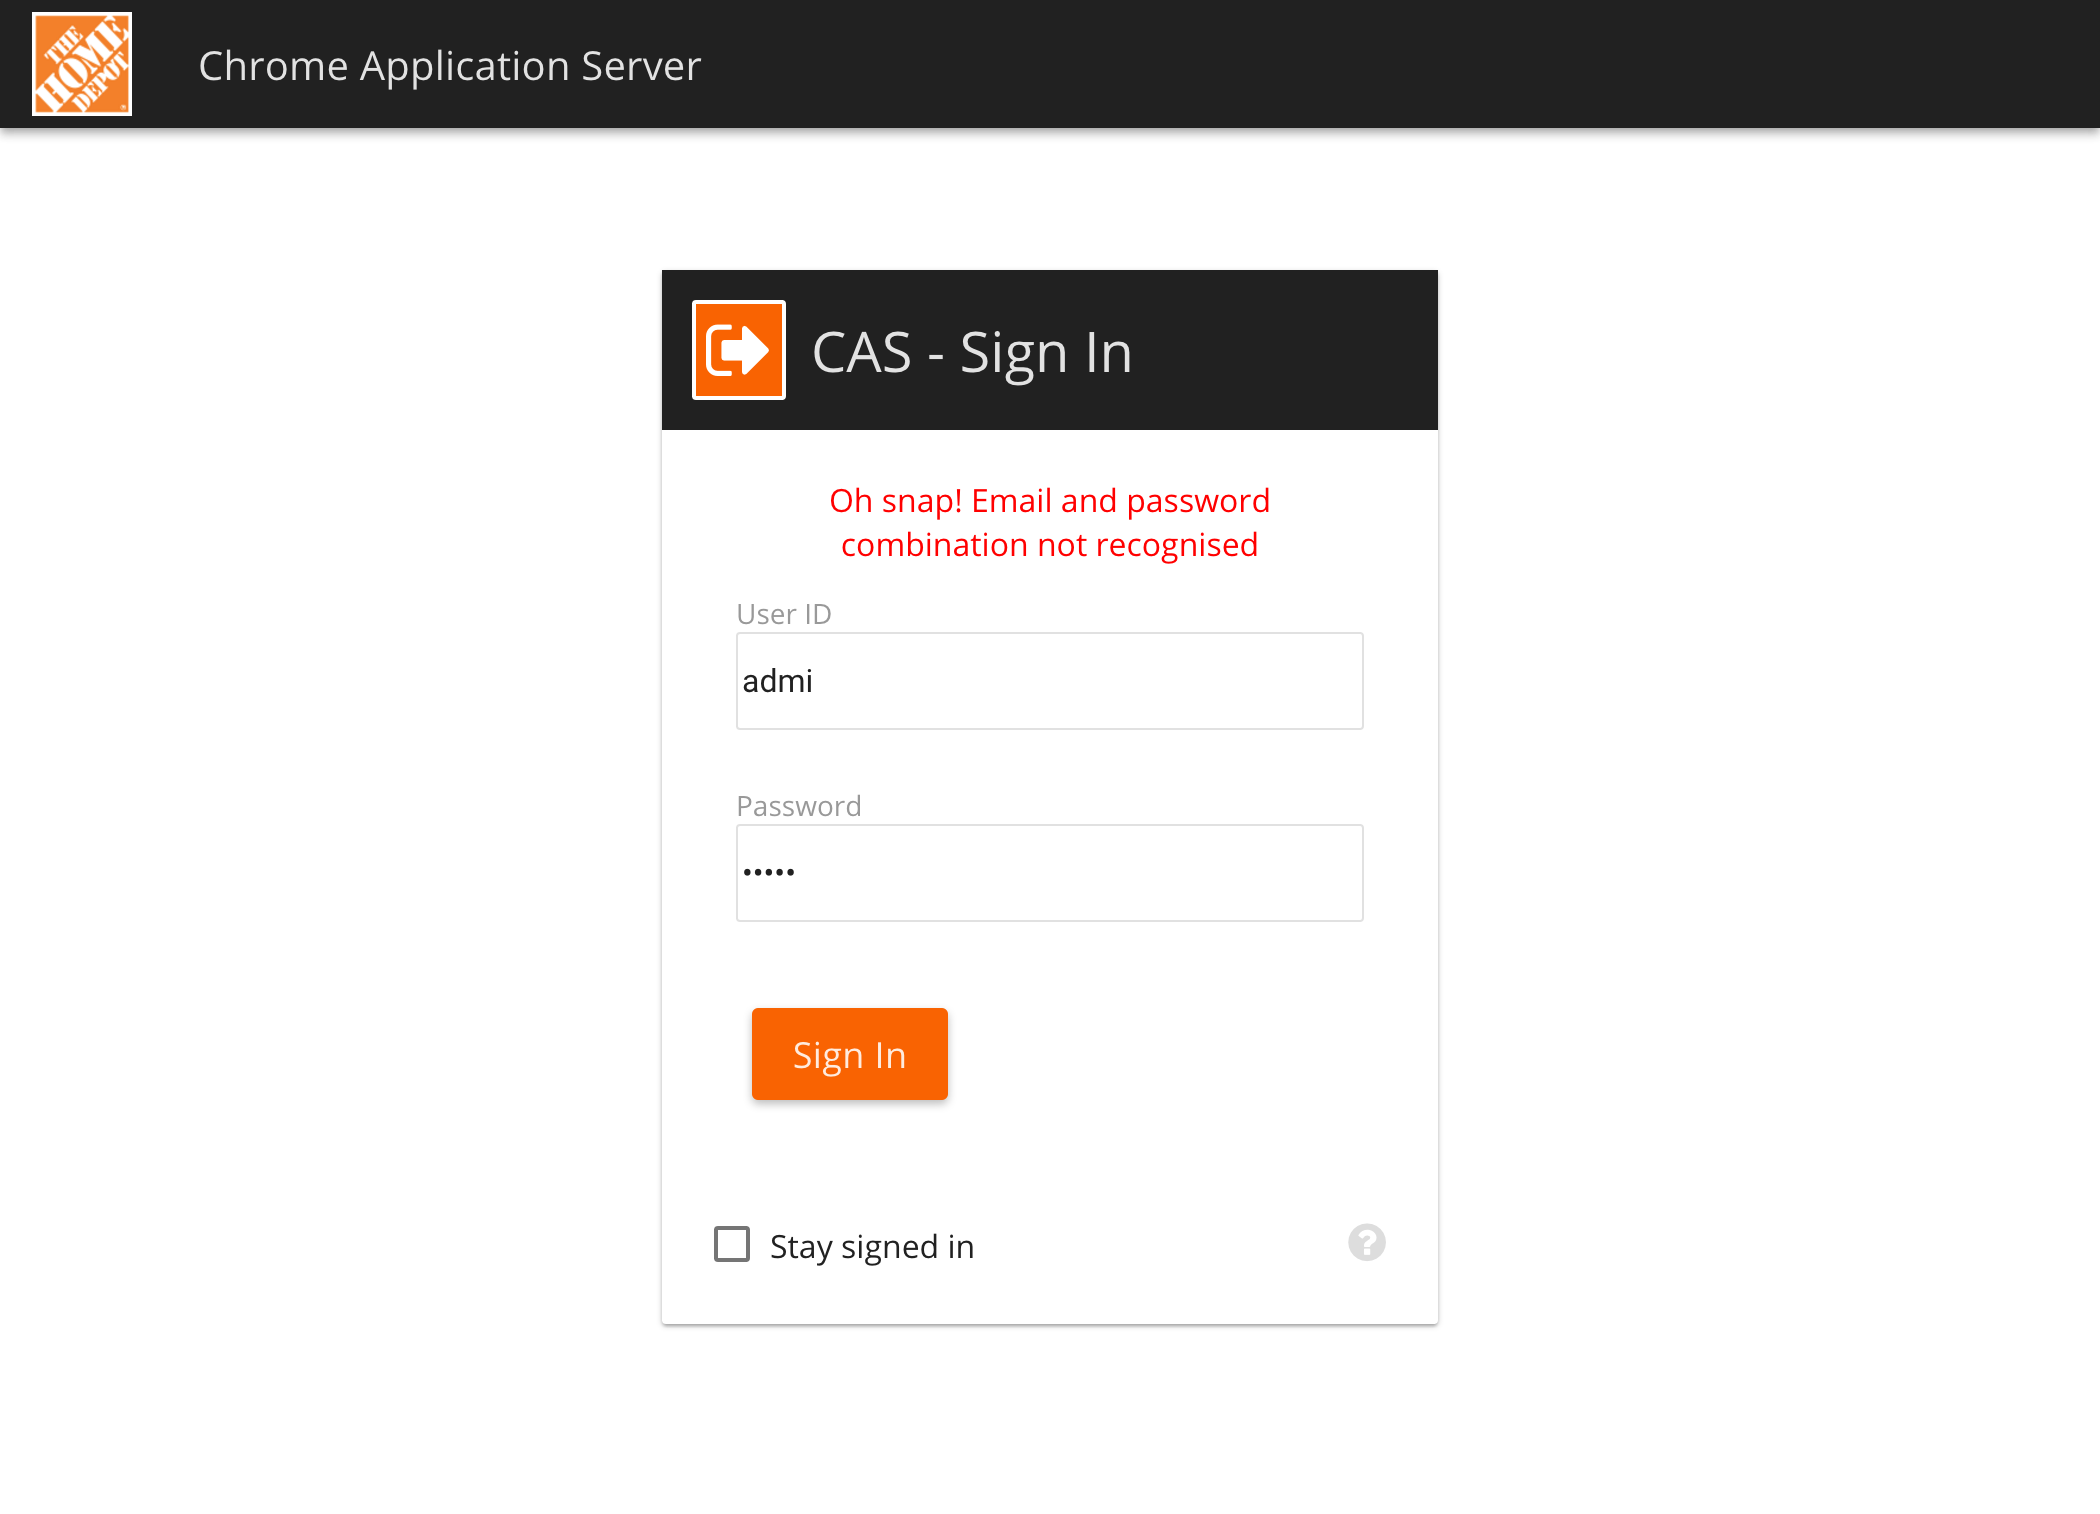 THE
HOME
DEPOT
Chrome Application Server
CAS - Sign In
Oh snap! Email and password
combination not recognised
User ID
admi
Password
•••••
Sign In
Stay signed in
?